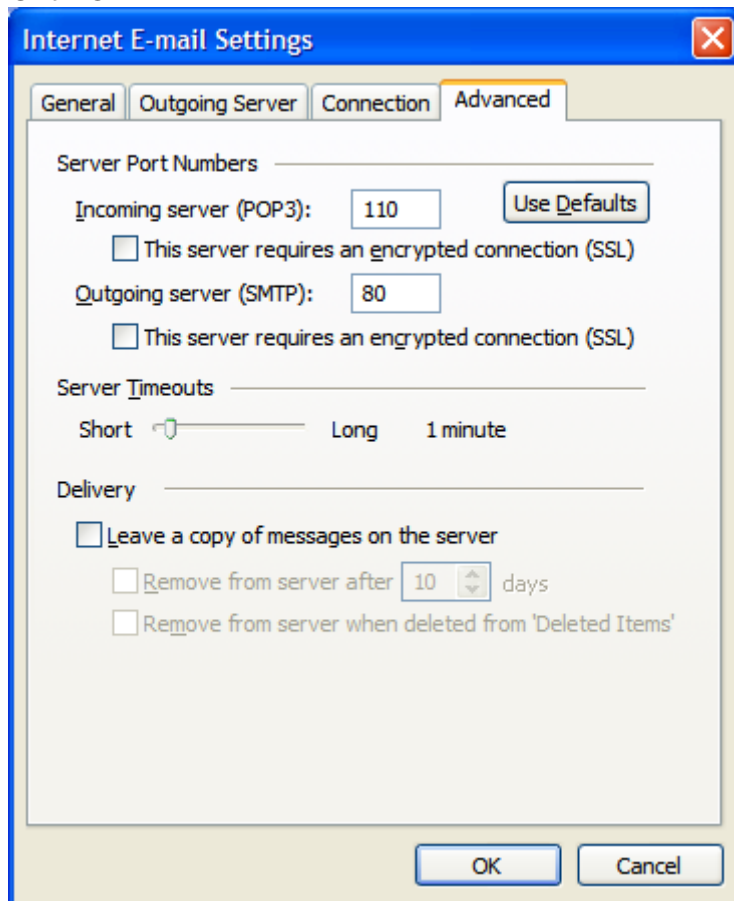 Internet E-mail Settings
General Outgoing Server Connection Advanced
Server Port Numbers
Incoming server (POP3): 110 Use Defaults
This server requires an encrypted connection (SSL)
Outgoing server (SMTP): 80
This server requires an encrypted connection (SSL)
Server Timeouts
Short Long 1 minute
Delivery
Leave a copy of messages on the server
Remove from server after 10 days
Remove from server when deleted from 'Deleted Items'
OK Cancel